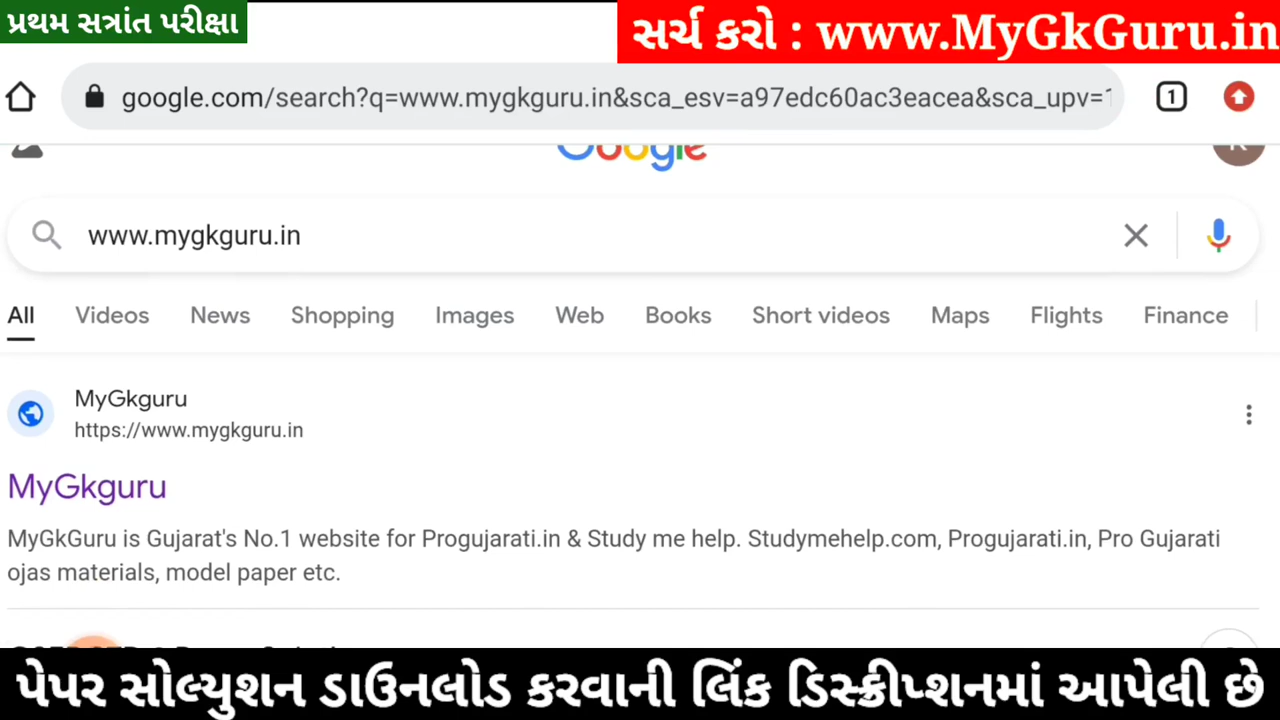 પ્રથમ સત્રાંત પરીક્ષા
સર્ચ કરો : www.MyGkGuru.in
google.com/search?q=www.mygkguru.in&sca_esv=a97edc60ac3eacea&sca_upv=1
1
Google
www.mygkguru.in
All Videos News Shopping Images Web Books Short videos Maps Flights Finance
MyGkguru
https://www.mygkguru.in
MyGkguru
MyGkGuru is Gujarat's No.1 website for Progujarati.in & Study me help. Studymehelp.com, Progujarati.in, Pro Gujarati
ojas materials, model paper etc.
પેપર સોલ્યુશન ડાઉનલોડ કરવાની લિંક ડિસ્ક્રીપ્શનમાં આપેલી છે